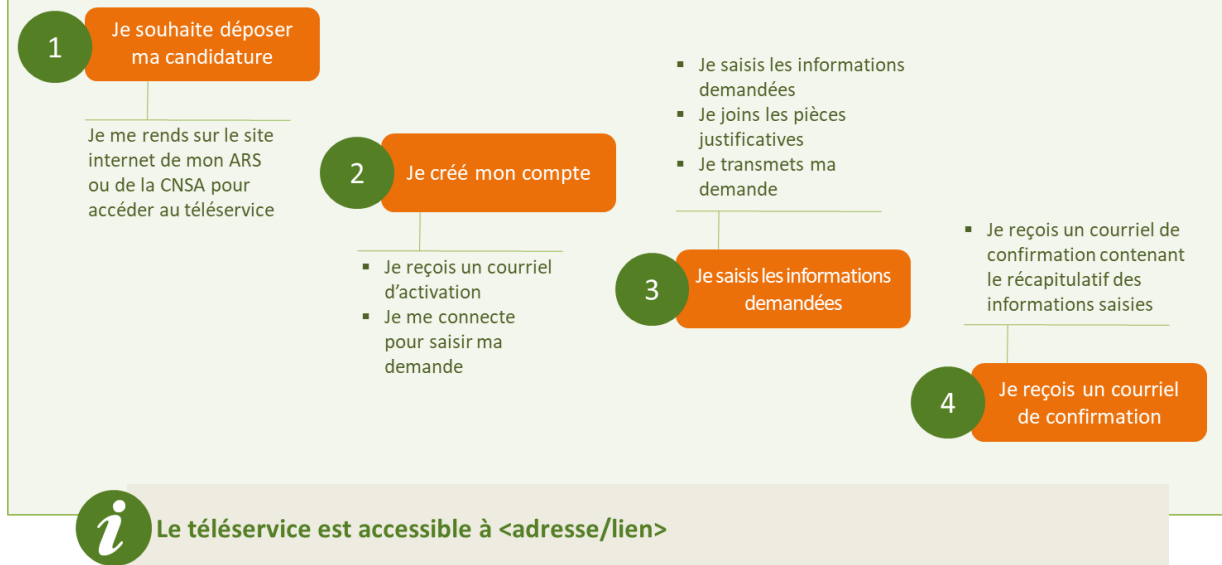 1
Je souhaite déposer
ma candidature
Je me rends sur le site
internet de mon ARS
ou de la CNSA pour
accéder au téléservice
2
Je créé mon compte
▪ Je reçois un courriel
d’activation
▪ Je me connecte
pour saisir ma
demande
▪ Je saisis les informations
demandées
▪ Je joins les pièces
justificatives
▪ Je transmets ma
demande
3
Je saisis les informations
demandées
▪ Je reçois un courriel de
confirmation contenant
le récapitulatif des
informations saisies
4
Je reçois un courriel
de confirmation
i
Le téléservice est accessible à <adresse/lien>